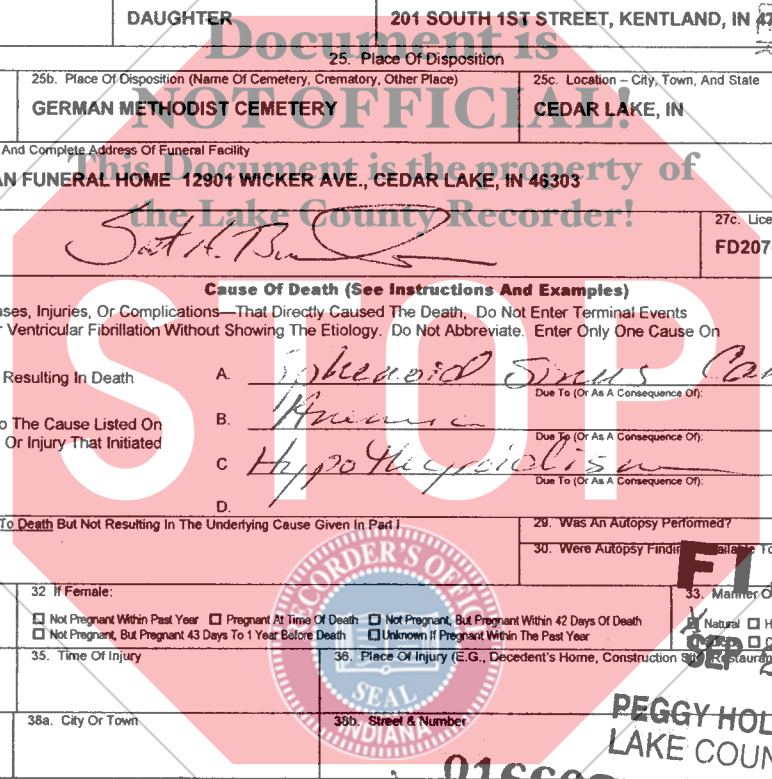 DAUGHTER 201 SOUTH 1ST STREET, KENTLAND, IN 47
Document is
25. Place Of Disposition
25b. Place Of Disposition (Name Of Cemetery, Crematory, Other Place) 25c. Location – City, Town, And State
GERMAN METHODIST CEMETERY CEDAR LAKE, IN
NOT OFFICIAL!
And Complete Address Of Funeral Facility
This Document is the property of
AN FUNERAL HOME 12901 WICKER AVE., CEDAR LAKE, IN 46303
the Lake County Recorder!
27c. Lice
FD207
Cause Of Death (See Instructions And Examples)
ases, Injuries, Or Complications—That Directly Caused The Death, Do Not Enter Terminal Events
r Ventricular Fibrillation Without Showing The Etiology. Do Not Abbreviate. Enter Only One Cause On
STOP
Resulting In Death A. Sphenoid Sinus Can
Due To (Or As A Consequence Of):
o The Cause Listed On B. Anemia
Or Injury That Initiated Due To (Or As A Consequence Of):
C Hypothyroidism
Due To (Or As A Consequence Of):
D.
To Death But Not Resulting In The Underlying Cause Given In Part I 29. Was An Autopsy Performed?
30. Were Autopsy Findin ailable To
FI
32 If Female: 33. Manner O
Not Pregnant Within Past Year Pregnant At Time Of Death Not Pregnant, But Pregnant Within 42 Days Of Death Natural H
Not Pregnant, But Pregnant 43 Days To 1 Year Before Death Unknown If Pregnant Within The Past Year
SEP 2
35. Time Of Injury 36. Place Of Injury (E.G., Decedent's Home, Construction Site, Restaurant
RECORDER'S OFFICE
SEAL
INDIANA
38a. City Or Town 38b. Street & Number
PEGGY HOL
LAKE COUN